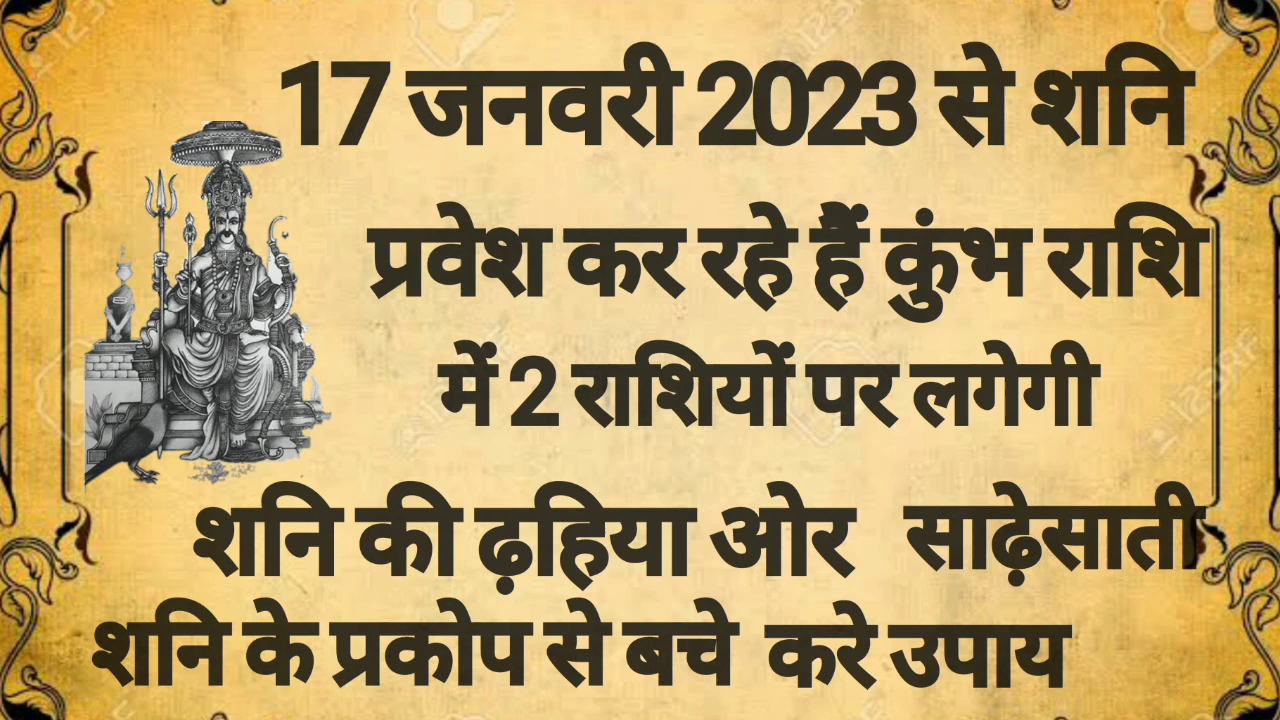 17 जनवरी 2023 से शनि
प्रवेश कर रहे हैं कुंभ राशि
में 2 राशियों पर लगेगी
शनि की ढ़हिया ओर साढ़ेसाती
शनि के प्रकोप से बचे करे उपाय